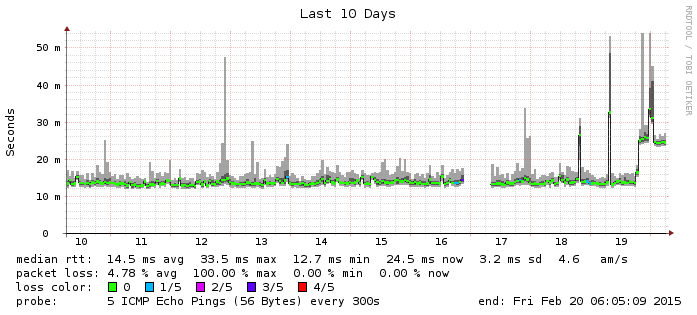 Last 10 Days
RRDTOOL / TOBI OETIKER
Seconds
50 m
40 m
30 m
20 m
10 m
0
10 11 12 13 14 15 16 17 18 19
median rtt: 14.5 ms avg 33.5 ms max 12.7 ms min 24.5 ms now 3.2 ms sd 4.6 am/s
packet loss: 4.78 % avg 100.00 % max 0.00 % min 0.00 % now
loss color: 0 1/5 2/5 3/5 4/5
probe: 5 ICMP Echo Pings (56 Bytes) every 300s end: Fri Feb 20 06:05:09 2015